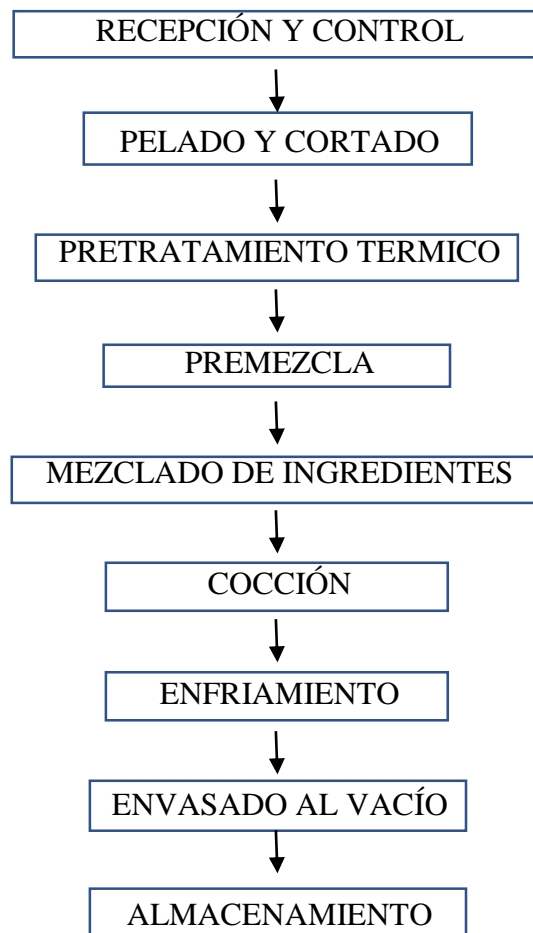 RECEPCIÓN Y CONTROL
PELADO Y CORTADO
PRETRATAMIENTO TERMICO
PREMEZCLA
MEZCLADO DE INGREDIENTES
COCCIÓN
ENFRIAMIENTO
ENVASADO AL VACÍO
ALMACENAMIENTO